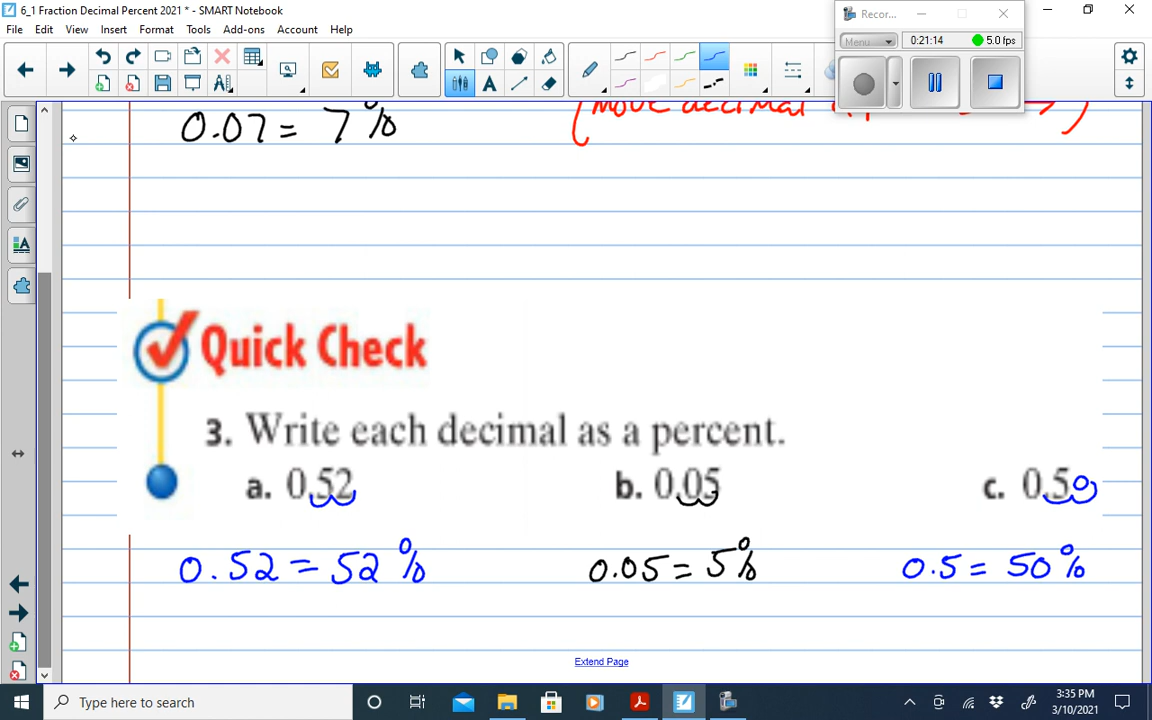 6_1 Fraction Decimal Percent 2021 * - SMART Notebook
File Edit View Insert Format Tools Add-ons Account Help
Recor...
Menu 0:21:14 5.0 fps
(move decimal
0.07 = 7%
Quick Check
3. Write each decimal as a percent.
a. 0.52 b. 0.05 c. 0.50
0.52 = 52% 0.05 = 5% 0.5 = 50%
Extend Page
Type here to search
3:35 PM
3/10/2021